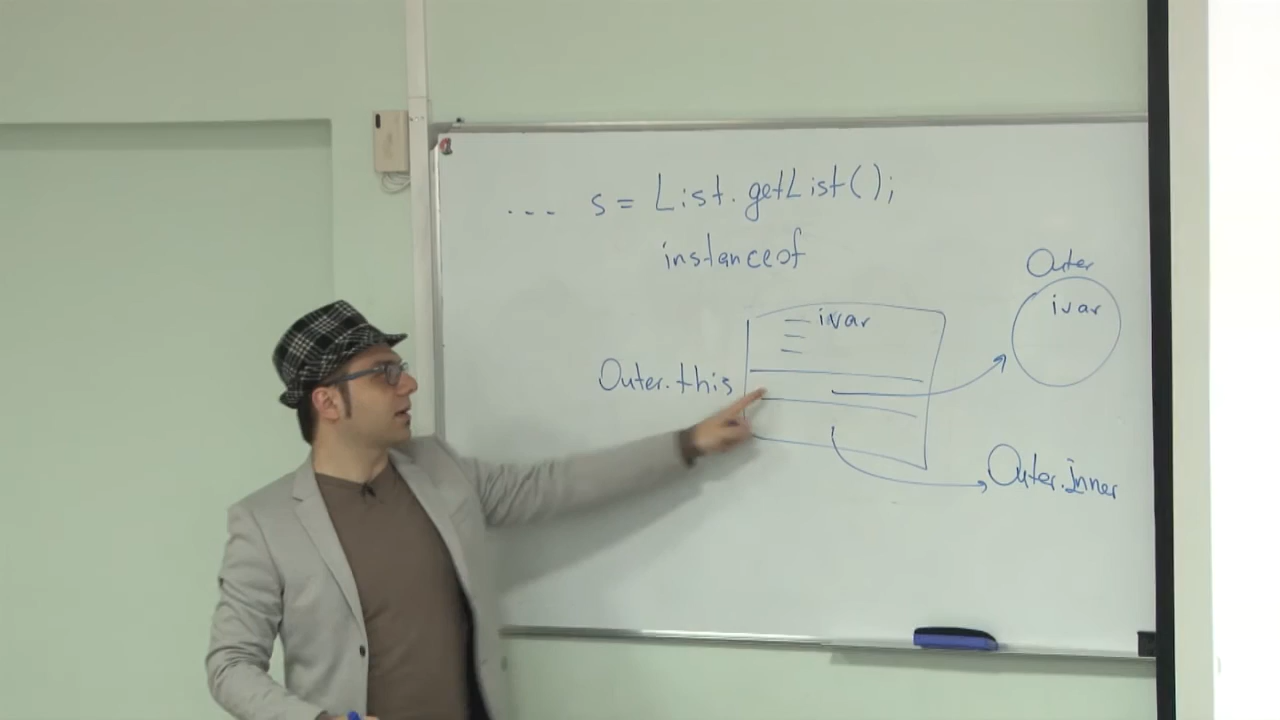 ... s = List.getList();
instanceof
Outer
ivar
ivar
Outer.this
Outer.Inner